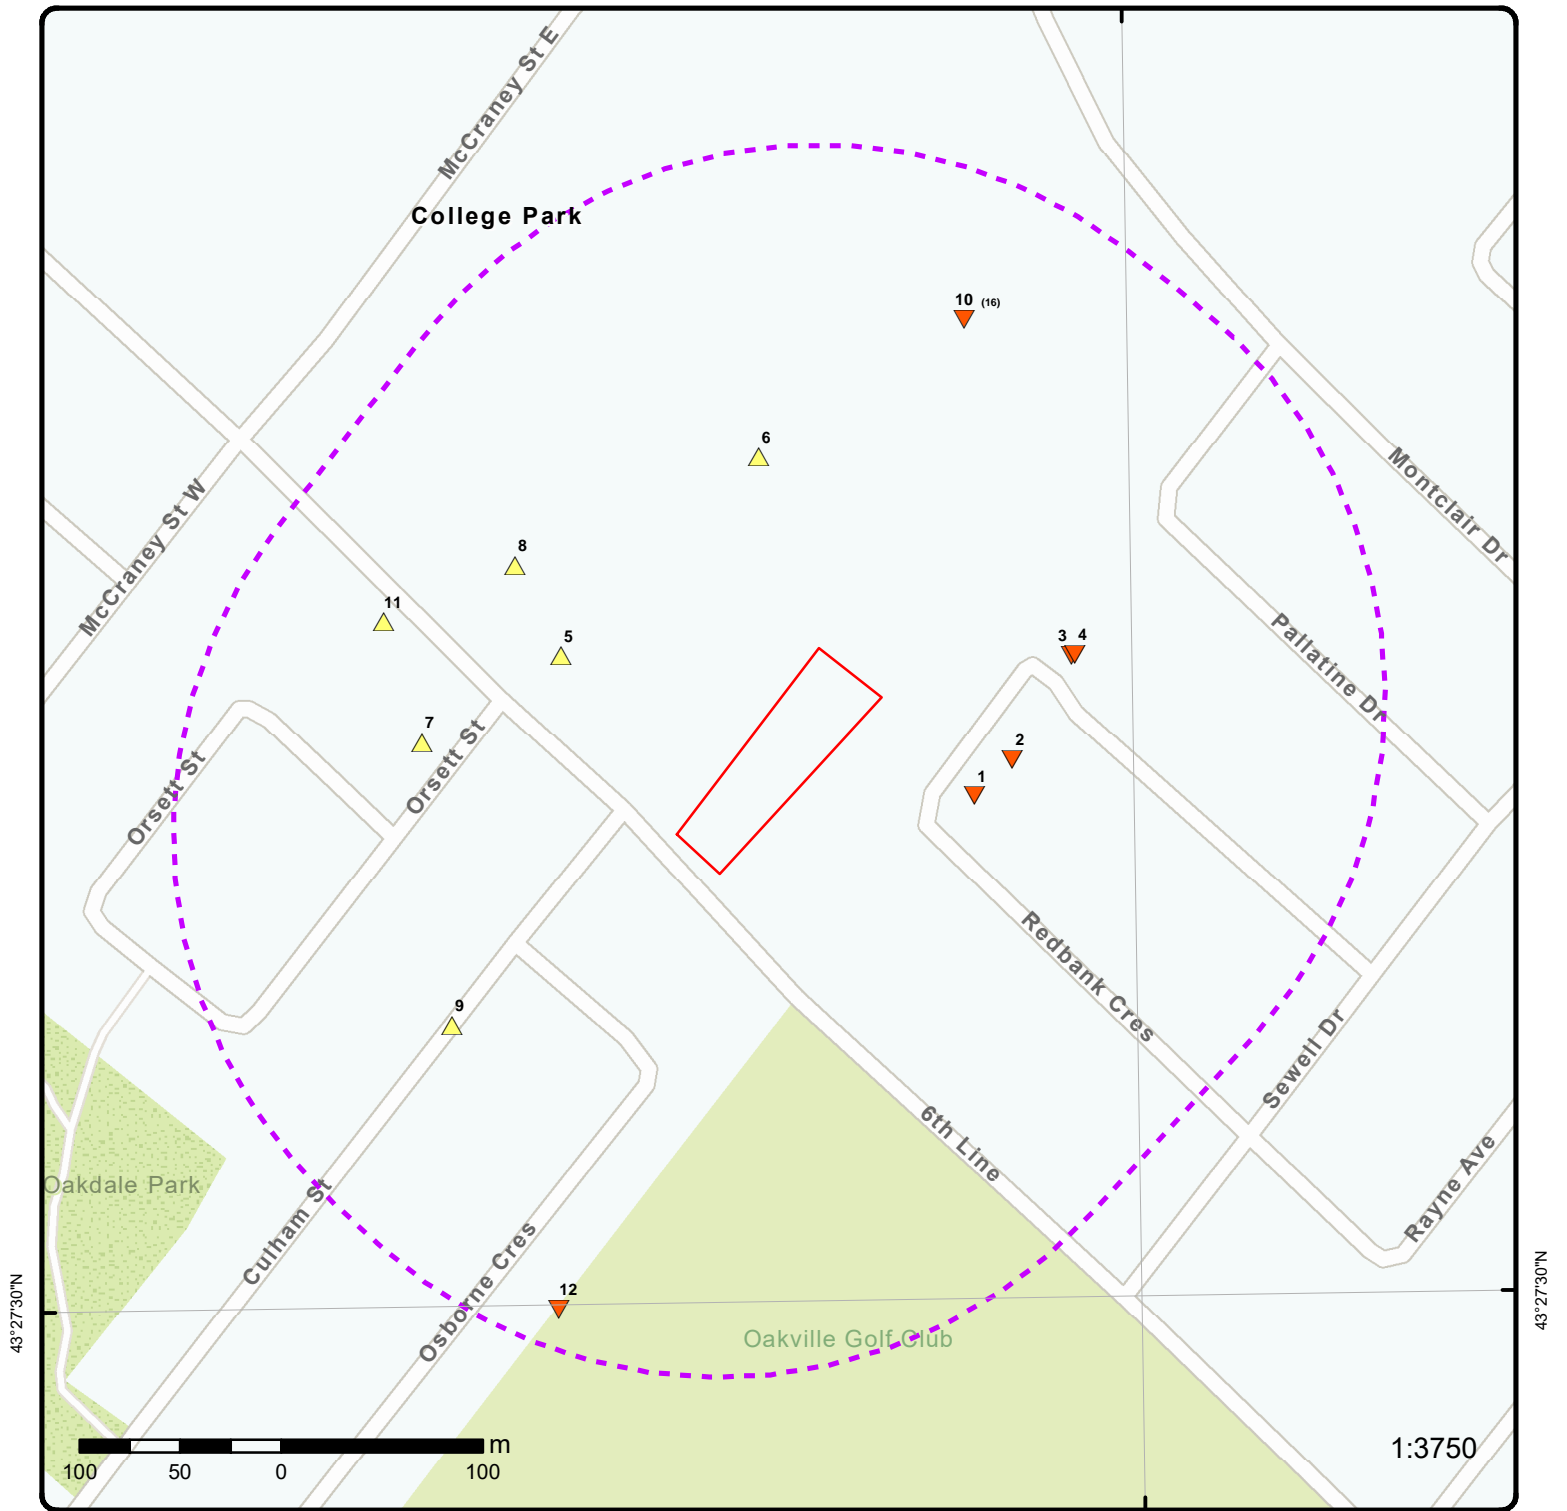 McCraney St E
College Park
10 (16)
6
Montclair Dr
McCraney St W
8
11
5
3 4
Pallatine Dr
7
Orsett St
Orsett St
2
1
Redbank Cres
9
Sewell Dr
6th Line
Rayne Ave
Oakdale Park
Culham St
Osborne Cres
12
Oakville Golf Club
43°27'30"N
43°27'30"N
m
1:3750
100 50 0 100